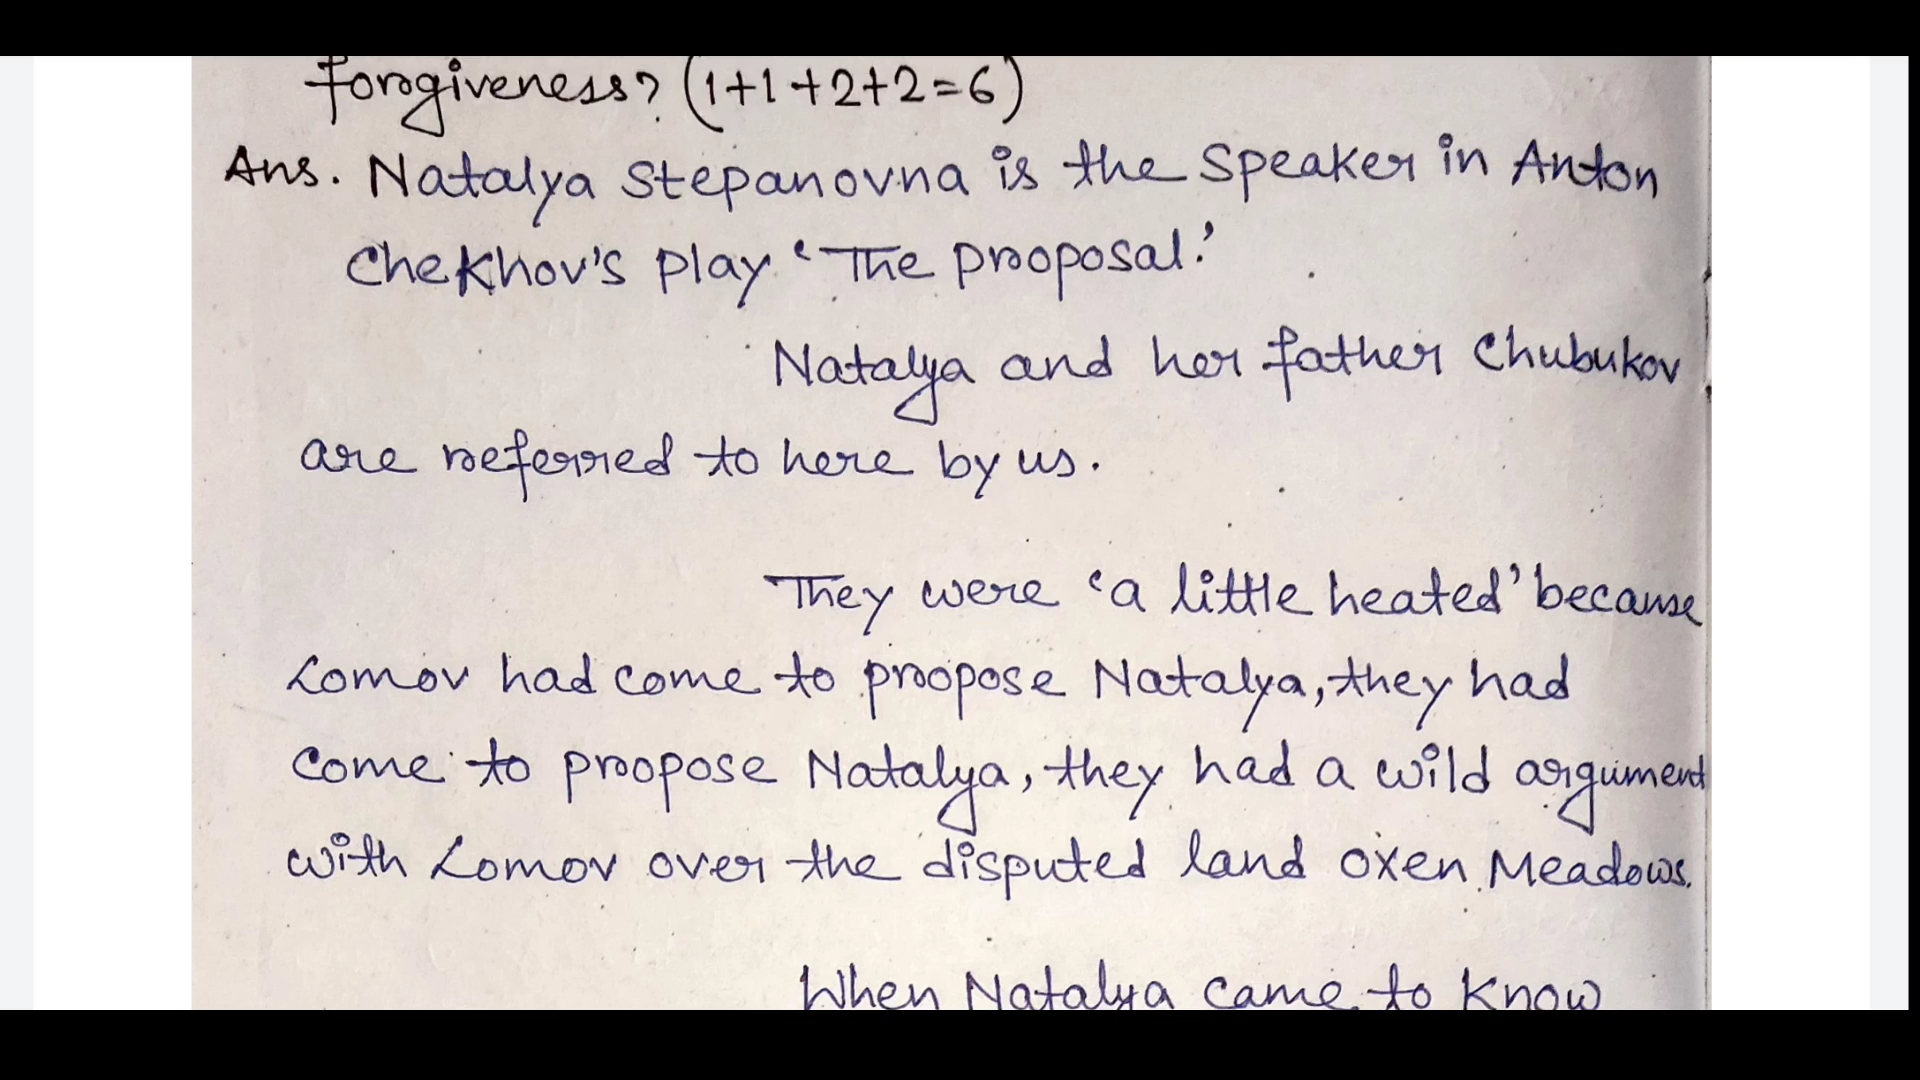 forgiveness? (1+1+2+2=6)
Ans. Natalya Stepanovna is the Speaker in Anton
Chekhov's play 'The proposal.'
Natalya and her father Chubukov
are referred to here by us.
They were 'a little heated' because
Lomov had come to propose Natalya, they had
come to propose Natalya, they had a wild argument
with Lomov over the disputed land oxen Meadows.
When Natalya came to know